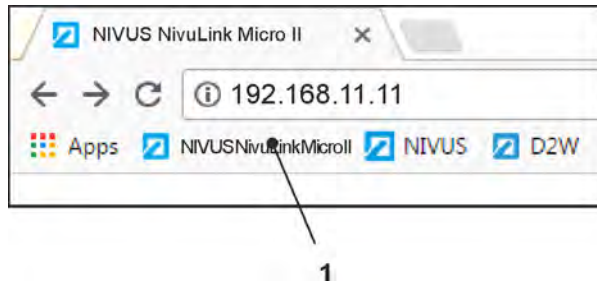 NIVUS NivuLink Micro II
192.168.11.11
Apps NIVUSNivuLinkMicroII NIVUS D2W
1